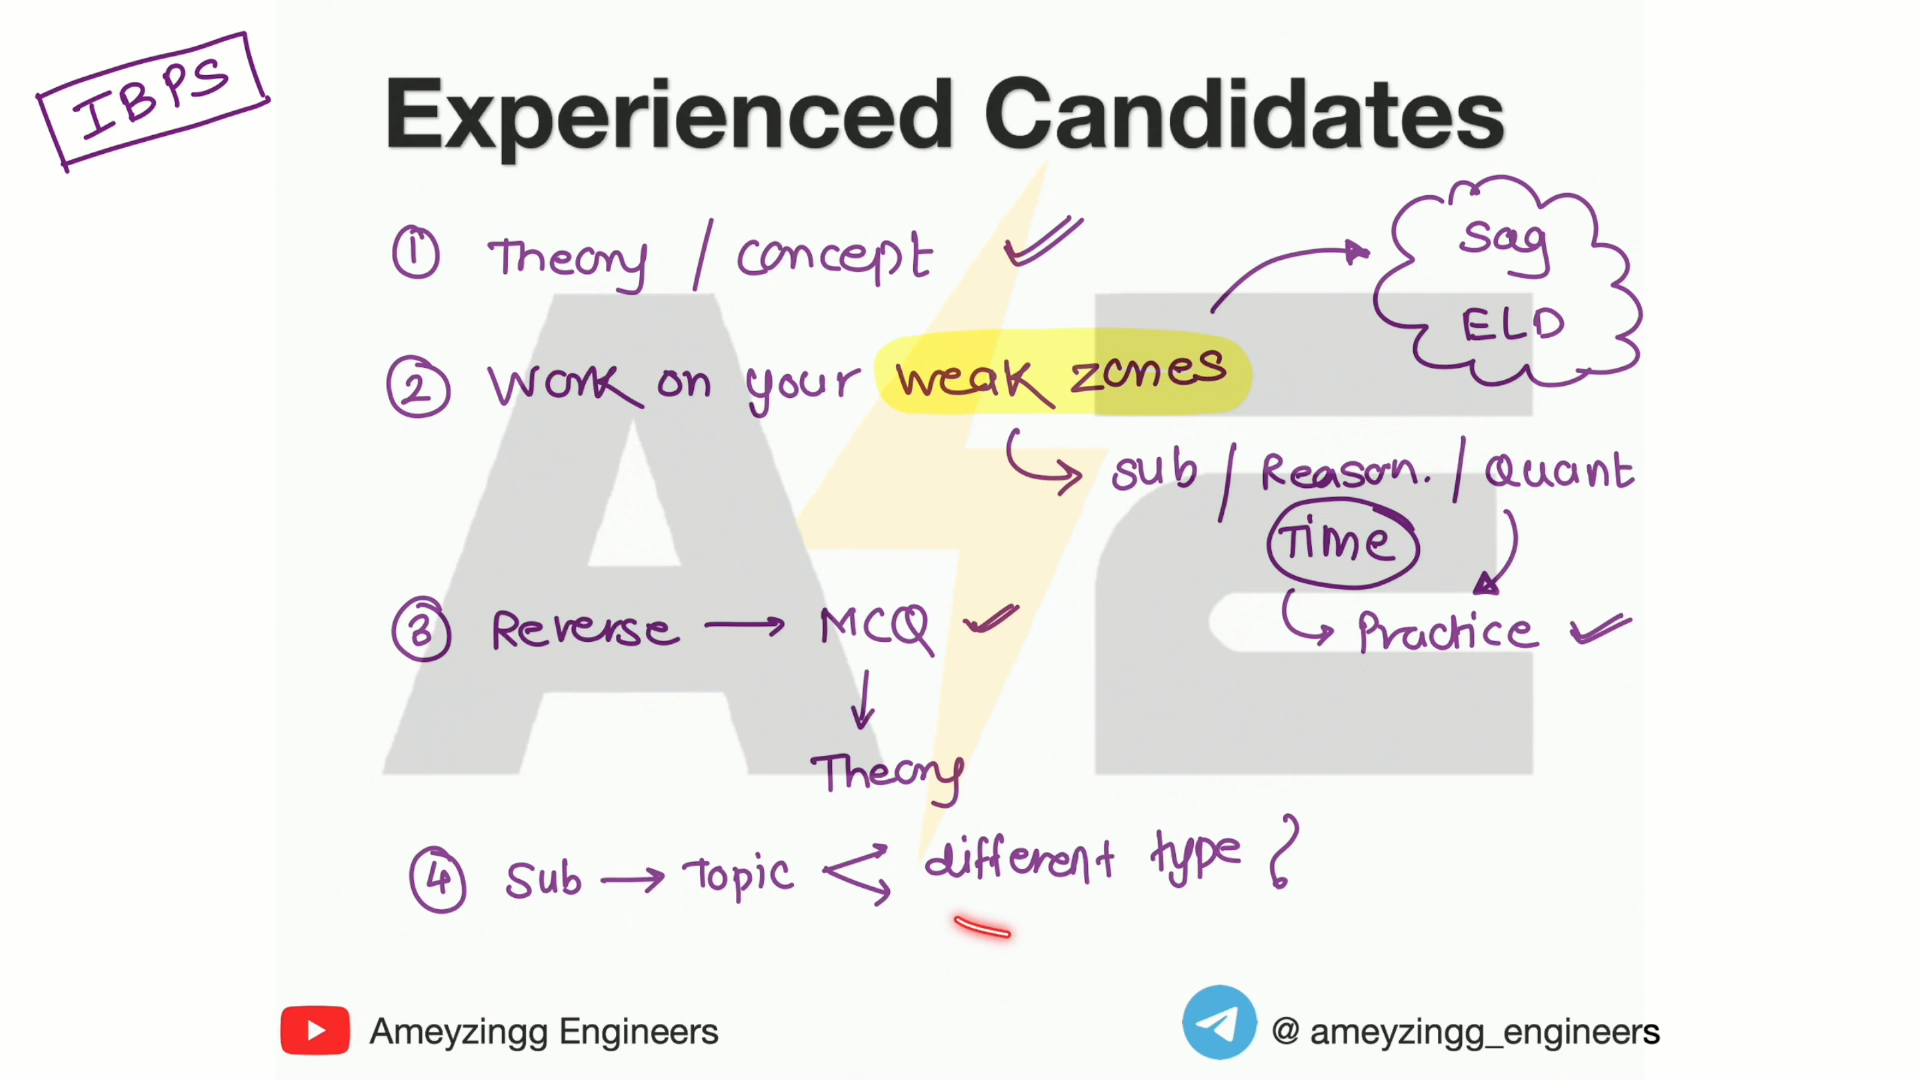 IBPS
Experienced Candidates
① Theory / concept
Sag
ELD
② Work on your weak zones
Sub / Reason. / Quant
Time
Practice
③ Reverse → MCQ
Theory
④ Sub → Topic < different type ?
Ameyzingg Engineers
@ ameyzingg_engineers